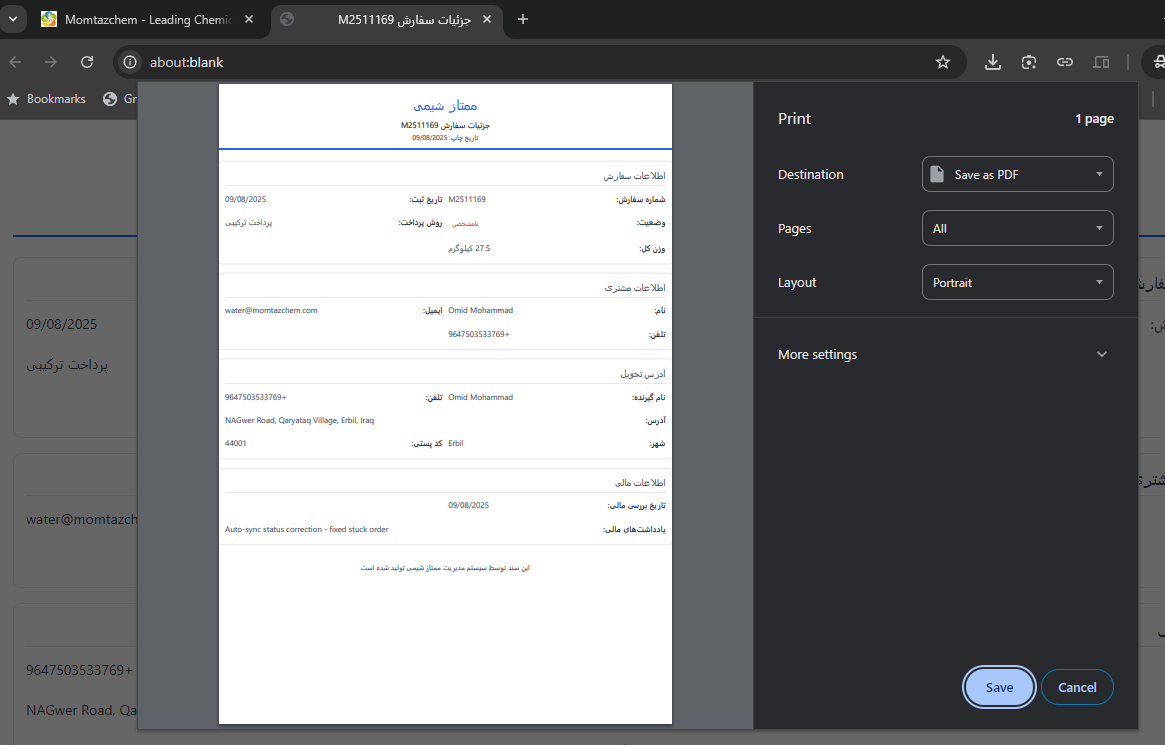 Momtazchem - Leading Chemic
جزئیات سفارش M2511169
about:blank
Bookmarks
Gr
ممتاز شیمی
جزئیات سفارش M2511169
تاریخ چاپ: 09/08/2025
اطلاعات سفارش
شماره سفارش: M2511169 تاریخ ثبت: 09/08/2025
وضعیت: نامشخص روش پرداخت: پرداخت ترکیبی
وزن کل: 27.5 کیلوگرم
اطلاعات مشتری
نام: Omid Mohammad ایمیل: water@momtazchem.com
تلفن: 9647503533769+
آدرس تحویل
نام گیرنده: Omid Mohammad تلفن: 9647503533769+
آدرس: NAGwer Road, Qaryataq Village, Erbil, Iraq
شهر: Erbil کد پستی: 44001
اطلاعات مالی
تاریخ بررسی مالی: 09/08/2025
یادداشت‌های مالی: Auto-sync status correction - fixed stuck order
این سند توسط سیستم مدیریت ممتاز شیمی تولید شده است
Print
1 page
Destination
Save as PDF
Pages
All
Layout
Portrait
More settings
Save
Cancel
09/08/2025
پرداخت ترکیبی
water@momtazch
9647503533769+
NAGwer Road, Qa